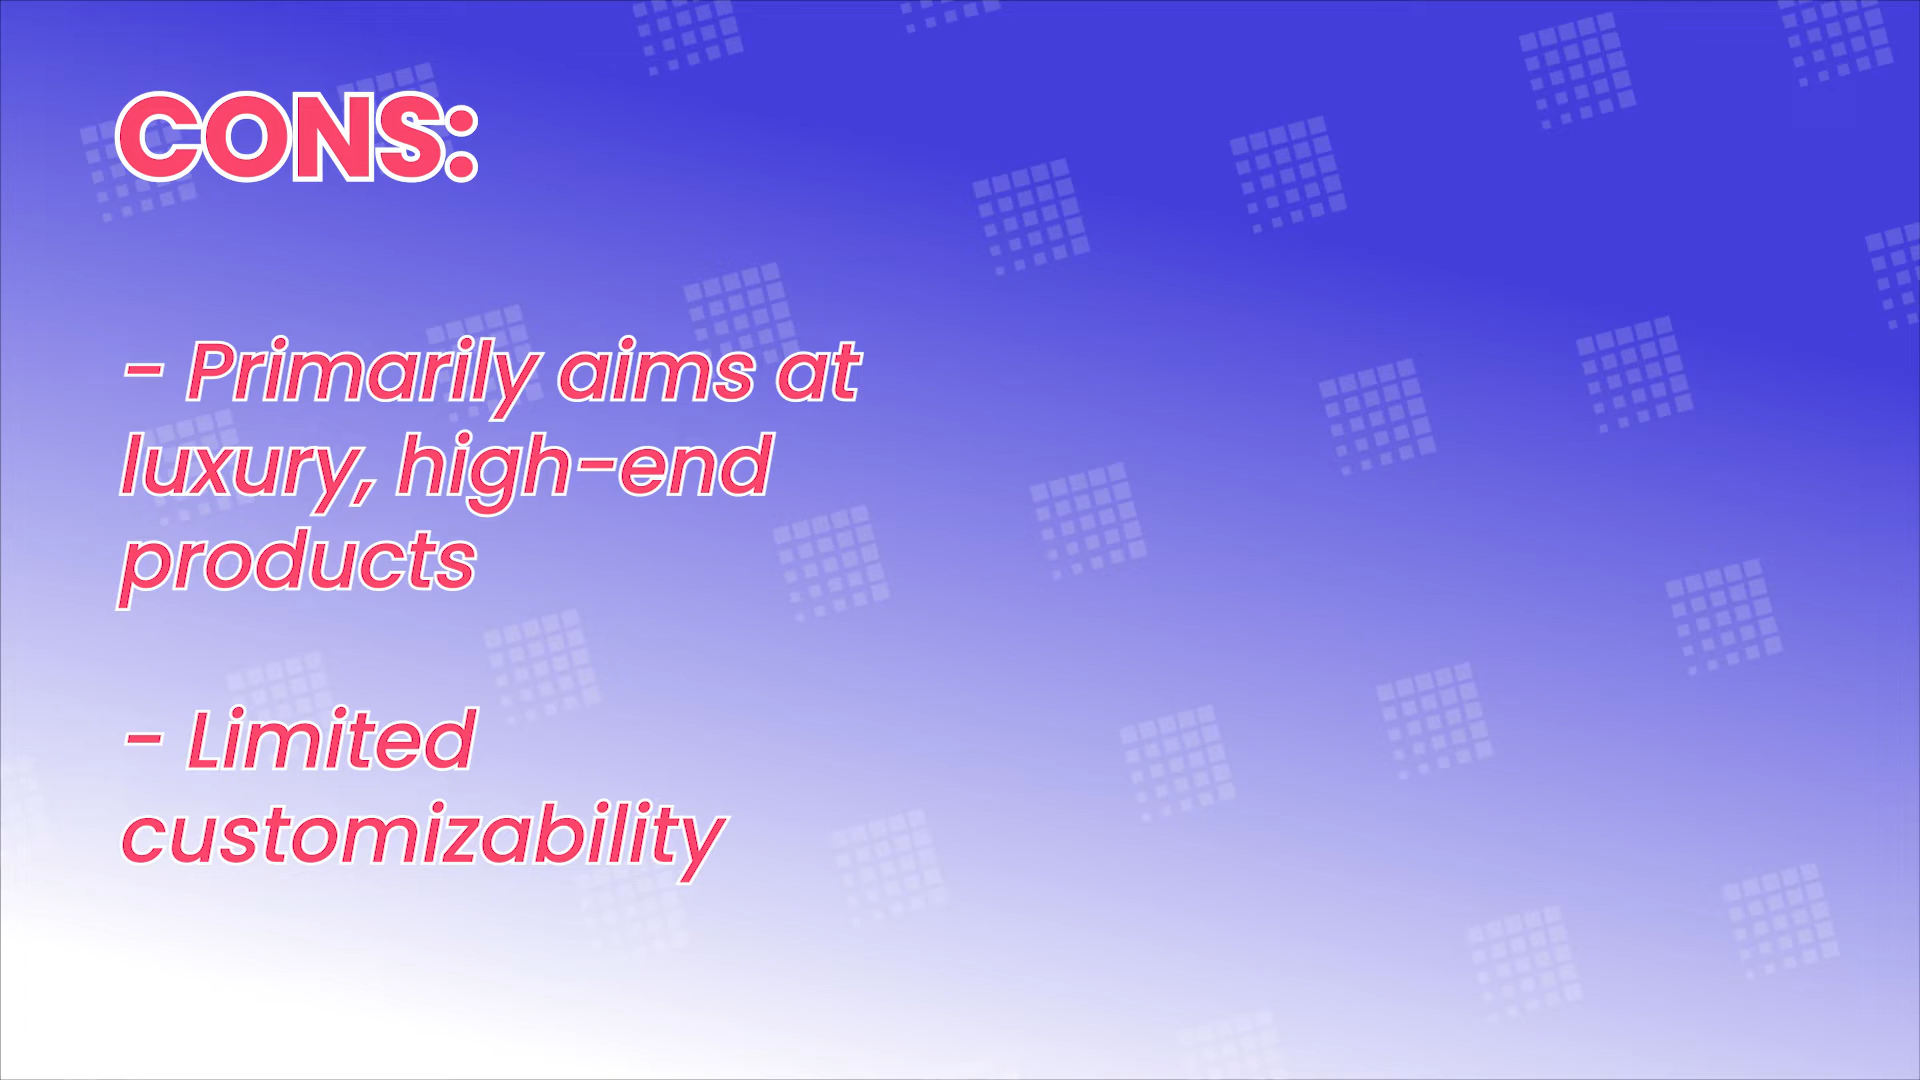 CONS:
- Primarily aims at
luxury, high-end
products
- Limited
customizability